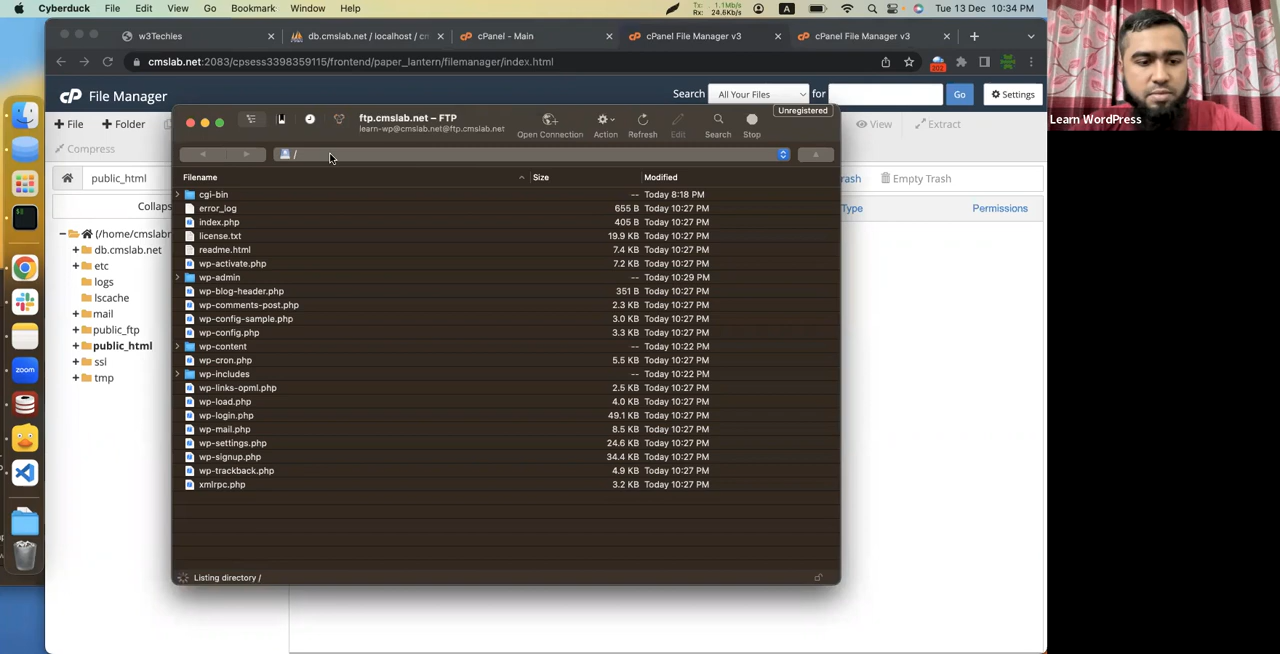 Cyberduck File Edit View Go Bookmark Window Help Tx: 1.1Mb/s Rx: 24.6Kb/s A Tue 13 Dec 10:34 PM
w3Techies db.cmslab.net / localhost / cm cPanel - Main cPanel File Manager v3 cPanel File Manager v3
cmslab.net:2083/cpsess3398359115/frontend/paper_lantern/filemanager/index.html
cP File Manager Search All Your Files for Go Settings
Learn WordPress
File Folder View Extract
Compress
public_html rash Empty Trash
Collaps Type Permissions
(/home/cmslabr
db.cmslab.net
etc
logs
lscache
mail
public_ftp
public_html
ssi
tmp
Unregistered
ftp.cmslab.net – FTP
learn-wp@cmslab.net@ftp.cmslab.net
Open Connection Action Refresh Edit Search Stop
/
Filename Size Modified
cgi-bin -- Today 8:18 PM
error_log 655 B Today 10:27 PM
index.php 405 B Today 10:27 PM
license.txt 19.9 KB Today 10:27 PM
readme.html 7.4 KB Today 10:27 PM
wp-activate.php 7.2 KB Today 10:27 PM
wp-admin -- Today 10:29 PM
wp-blog-header.php 351 B Today 10:27 PM
wp-comments-post.php 2.3 KB Today 10:27 PM
wp-config-sample.php 3.0 KB Today 10:27 PM
wp-config.php 3.3 KB Today 10:27 PM
wp-content -- Today 10:22 PM
wp-cron.php 5.5 KB Today 10:27 PM
wp-includes -- Today 10:22 PM
wp-links-opml.php 2.5 KB Today 10:27 PM
wp-load.php 4.0 KB Today 10:27 PM
wp-login.php 49.1 KB Today 10:27 PM
wp-mail.php 8.5 KB Today 10:27 PM
wp-settings.php 24.6 KB Today 10:27 PM
wp-signup.php 34.4 KB Today 10:27 PM
wp-trackback.php 4.9 KB Today 10:27 PM
xmlrpc.php 3.2 KB Today 10:27 PM
Listing directory /
zoom